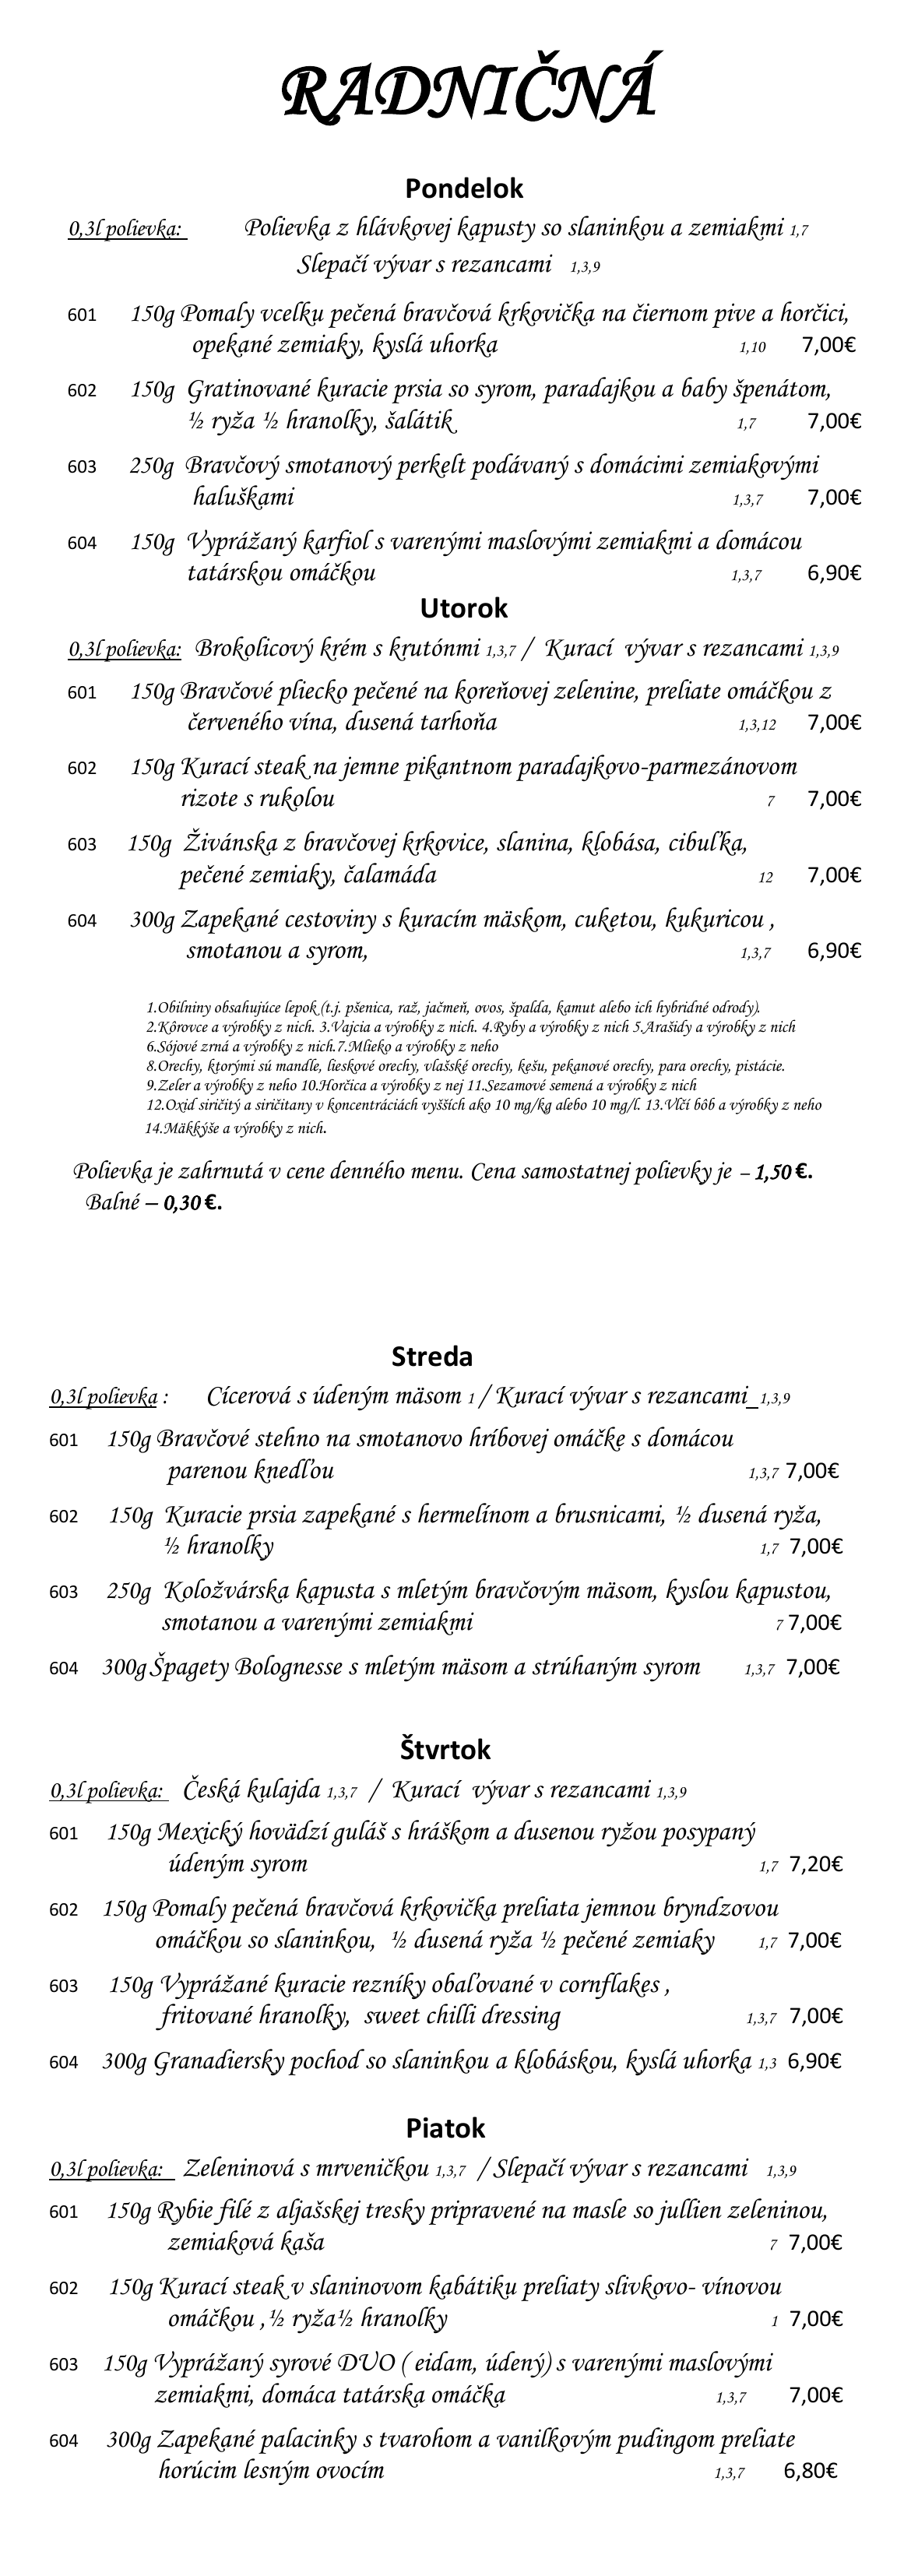 RADNIČNÁ
Pondelok
0,3l polievka: Polievka z hlávkovej kapusty so slaninkou a zemiakmi 1,7
Slepačí vývar s rezancami 1,3,9
601 150g Pomaly vcelku pečená bravčová krkovička na čiernom pive a horčici,
opekané zemiaky, kyslá uhorka 1,10 7,00€
602 150g Gratinované kuracie prsia so syrom, paradajkou a baby špenátom,
½ ryža ½ hranolky, šalátik 1,7 7,00€
603 250g Bravčový smotanový perkelt podávaný s domácimi zemiakovými
haluškami 1,3,7 7,00€
604 150g Vyprážaný karfiol s varenými maslovými zemiakmi a domácou
tatárskou omáčkou 1,3,7 6,90€
Utorok
0,3l polievka: Brokolicový krém s krutónmi 1,3,7 / Kurací vývar s rezancami 1,3,9
601 150g Bravčové pliecko pečené na koreňovej zelenine, preliate omáčkou z
červeného vína, dusená tarhoňa 1,3,12 7,00€
602 150g Kurací steak na jemne pikantnom paradajkovo-parmezánovom
rizote s rukolou 7 7,00€
603 150g Živánska z bravčovej krkovice, slanina, klobása, cibuľka,
pečené zemiaky, čalamáda 12 7,00€
604 300g Zapekané cestoviny s kuracím mäskom, cuketou, kukuricou ,
smotanou a syrom, 1,3,7 6,90€
1.Obilniny obsahujúce lepok (t.j. pšenica, raž, jačmeň, ovos, špalda, kamut alebo ich hybridné odrody).
2.Kôrovce a výrobky z nich. 3.Vajcia a výrobky z nich. 4.Ryby a výrobky z nich 5.Arašidy a výrobky z nich
6.Sójové zrná a výrobky z nich.7.Mlieko a výrobky z neho
8.Orechy, ktorými sú mandle, lieskové orechy, vlašské orechy, kešu, pekanové orechy, para orechy, pistácie.
9.Zeler a výrobky z neho 10.Horčica a výrobky z nej 11.Sezamové semená a výrobky z nich
12.Oxid siričitý a siričitany v koncentráciách vyšších ako 10 mg/kg alebo 10 mg/l. 13.Vlčí bôb a výrobky z neho
14.Mäkkýše a výrobky z nich.
Polievka je zahrnutá v cene denného menu. Cena samostatnej polievky je – 1,50 €.
Balné – 0,30 €.
Streda
0,3l polievka : Cícerová s údeným mäsom 1 / Kurací vývar s rezancami_1,3,9
601 150g Bravčové stehno na smotanovo hríbovej omáčke s domácou
parenou knedľou 1,3,7 7,00€
602 150g Kuracie prsia zapekané s hermelínom a brusnicami, ½ dusená ryža,
½ hranolky 1,7 7,00€
603 250g Koložvárska kapusta s mletým bravčovým mäsom, kyslou kapustou,
smotanou a varenými zemiakmi 7 7,00€
604 300g Špagety Bolognesse s mletým mäsom a strúhaným syrom 1,3,7 7,00€
Štvrtok
0,3l polievka: Česká kulajda 1,3,7 / Kurací vývar s rezancami 1,3,9
601 150g Mexický hovädzí guláš s hráškom a dusenou ryžou posypaný
údeným syrom 1,7 7,20€
602 150g Pomaly pečená bravčová krkovička preliata jemnou bryndzovou
omáčkou so slaninkou, ½ dusená ryža ½ pečené zemiaky 1,7 7,00€
603 150g Vyprážané kuracie rezníky obaľované v cornflakes ,
fritované hranolky, sweet chilli dressing 1,3,7 7,00€
604 300g Granadiersky pochod so slaninkou a klobáskou, kyslá uhorka 1,3 6,90€
Piatok
0,3l polievka: Zeleninová s mrveničkou 1,3,7 / Slepačí vývar s rezancami 1,3,9
601 150g Rybie filé z aljašskej tresky pripravené na masle so jullien zeleninou,
zemiaková kaša 7 7,00€
602 150g Kurací steak v slaninovom kabátiku preliaty slivkovo- vínovou
omáčkou ,½ ryža½ hranolky 1 7,00€
603 150g Vyprážaný syrové DUO ( eidam, údený) s varenými maslovými
zemiakmi, domáca tatárska omáčka 1,3,7 7,00€
604 300g Zapekané palacinky s tvarohom a vanilkovým pudingom preliate
horúcim lesným ovocím 1,3,7 6,80€